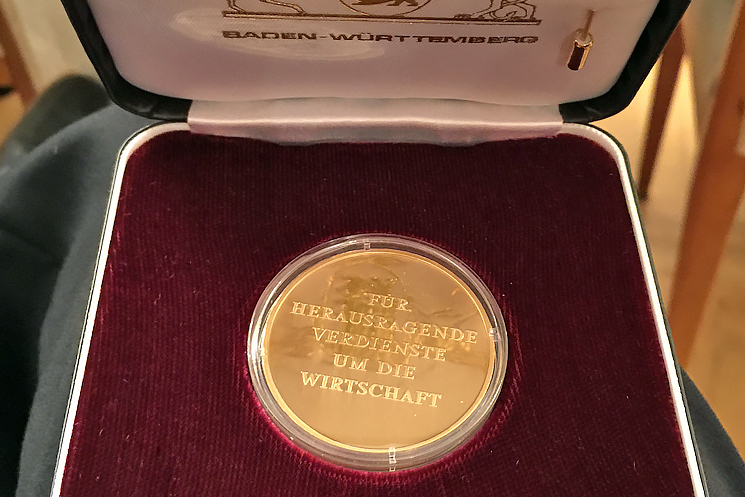 BADEN-WÜRTTEMBERG
FÜR
HERAUSRAGENDE
VERDIENSTE
UM DIE
WIRTSCHAFT